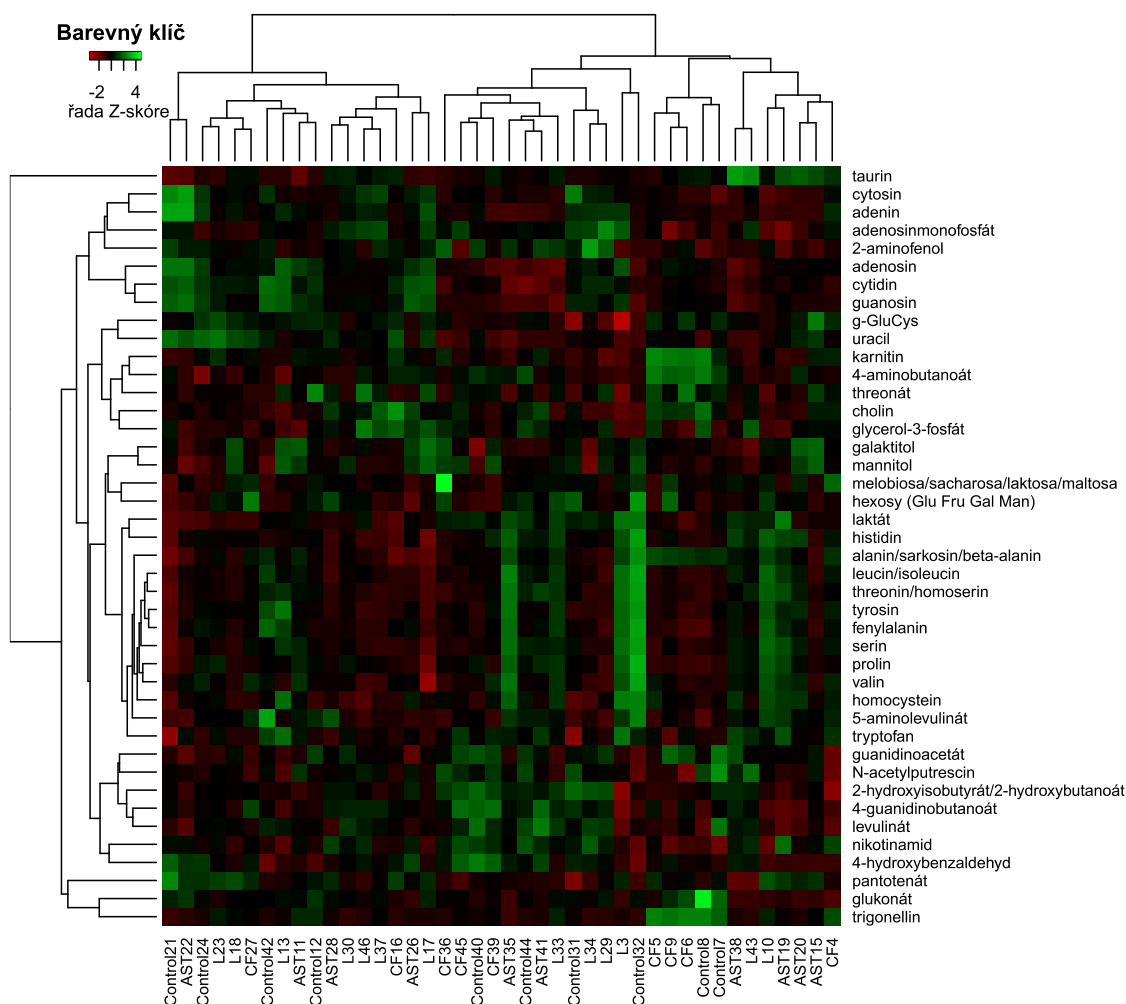 Barevný klíč
-2 4
řada Z-skóre
taurin
cytosin
adenin
adenosinmonofosfát
2-aminofenol
adenosin
cytidin
guanosin
g-GluCys
uracil
karnitin
4-aminobutanoát
threonát
cholin
glycerol-3-fosfát
galaktitol
mannitol
melobiosa/sacharosa/laktosa/maltosa
hexosy (Glu Fru Gal Man)
laktát
histidin
alanin/sarkosin/beta-alanin
leucin/isoleucin
threonin/homoserin
tyrosin
fenylalanin
serin
prolin
valin
homocystein
5-aminolevulinát
tryptofan
guanidinoacetát
N-acetylputrescin
2-hydroxyisobutyrát/2-hydroxybutanoát
4-guanidinobutanoát
levulinát
nikotinamid
4-hydroxybenzaldehyd
pantotenát
glukonát
trigonellin
Control21
AST22
Control24
L23
L18
CF27
Control42
L13
AST11
Control12
AST28
L30
L46
L37
CF16
AST26
L17
CF36
CF45
Control40
CF39
AST35
Control44
AST41
L33
Control31
L34
L29
L3
Control32
CF5
CF9
CF6
Control8
Control7
AST38
L43
L10
AST19
AST20
AST15
CF4